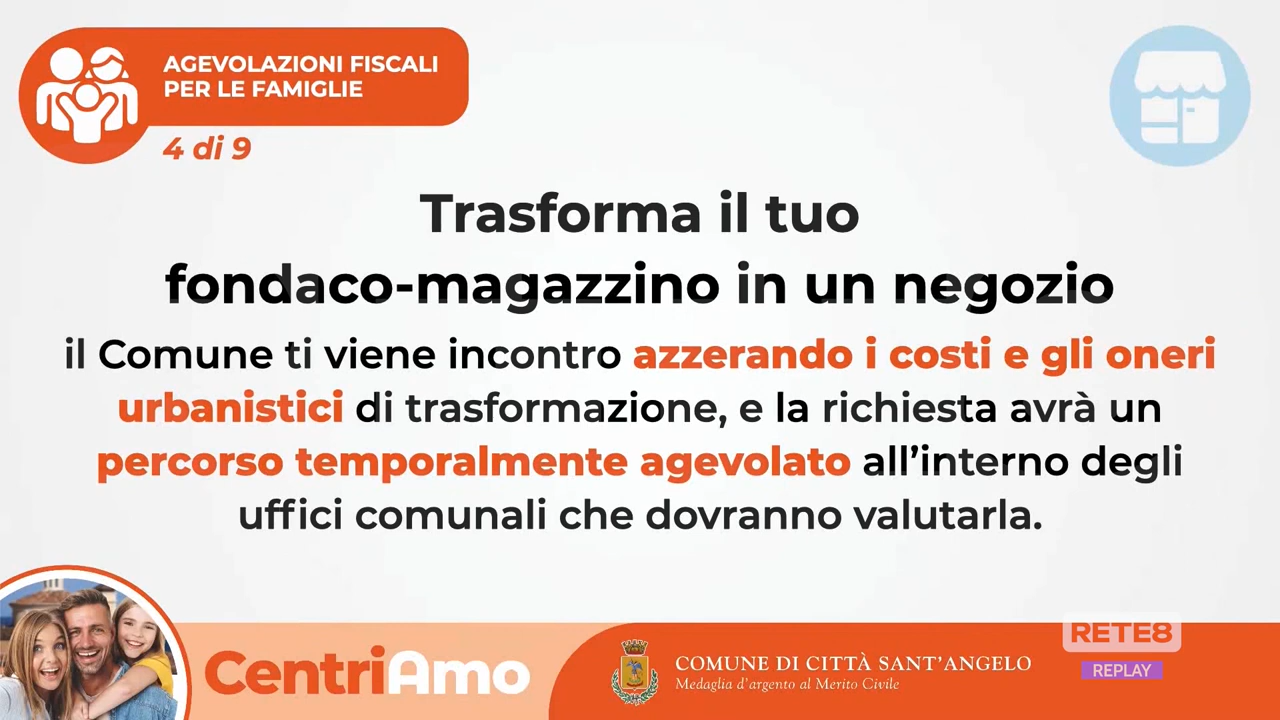 AGEVOLAZIONI FISCALI
PER LE FAMIGLIE
4 di 9
Trasforma il tuo
fondaco-magazzino in un negozio
il Comune ti viene incontro azzerando i costi e gli oneri
urbanistici di trasformazione, e la richiesta avrà un
percorso temporalmente agevolato all’interno degli
uffici comunali che dovranno valutarla.
CentriAmo
COMUNE DI CITTÀ SANT’ANGELO
Medaglia d’argento al Merito Civile
RETE8
REPLAY